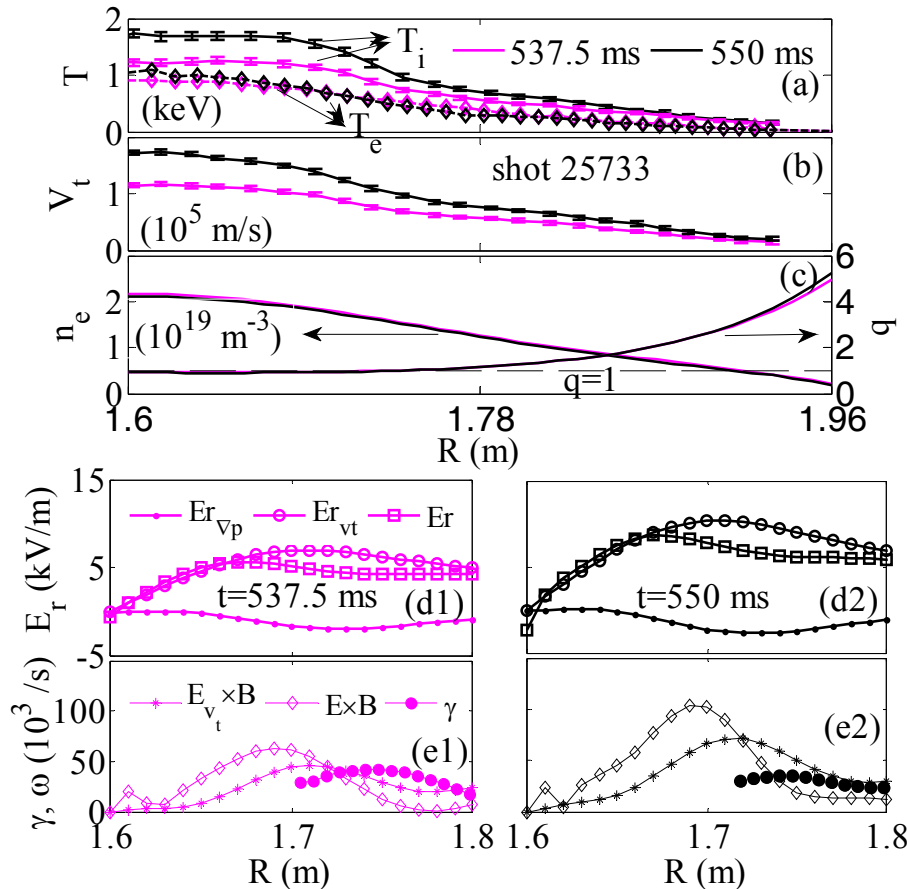 2
1
0
T
(keV)
T_i
T_e
537.5 ms
550 ms
(a)
2
1
0
V_t
(10^5 m/s)
shot 25733
(b)
2
1
0
n_e
(10^19 m^-3)
q=1
(c)
6
4
2
0
q
1.6
1.78
1.96
R (m)
15
5
-5
E_r (kV/m)
Er_∇p
Er_vt
Er
t=537.5 ms
(d1)
t=550 ms
(d2)
100
50
0
γ, ω (10^3 /s)
E_v_t×B
E×B
γ
(e1)
(e2)
1.6
1.7
1.8
R (m)
1.6
1.7
1.8
R (m)